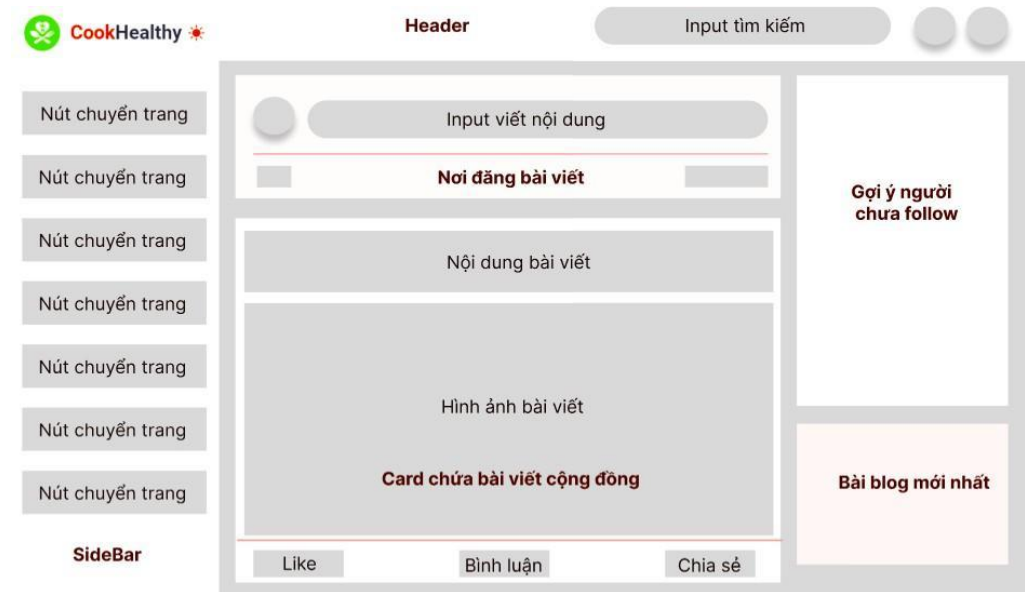 CookHealthy
Header
Input tìm kiếm
Nút chuyển trang
Nút chuyển trang
Nút chuyển trang
Nút chuyển trang
Nút chuyển trang
Nút chuyển trang
Nút chuyển trang
SideBar
Input viết nội dung
Nơi đăng bài viết
Nội dung bài viết
Hình ảnh bài viết
Card chứa bài viết cộng đồng
Like
Bình luận
Chia sẻ
Gợi ý người
chưa follow
Bài blog mới nhất